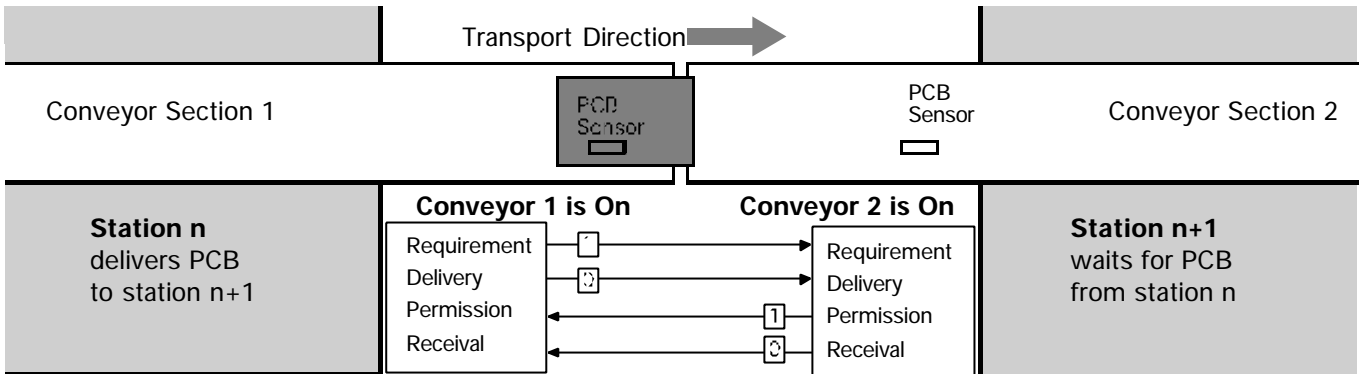 Transport Direction
Conveyor Section 1
PCB
Sensor
PCB
Sensor
Conveyor Section 2
Conveyor 1 is On
Conveyor 2 is On
Station n
delivers PCB
to station n+1
Requirement
Delivery
Permission
Receival
1
0
Requirement
Delivery
Permission
Receival
Station n+1
waits for PCB
from station n